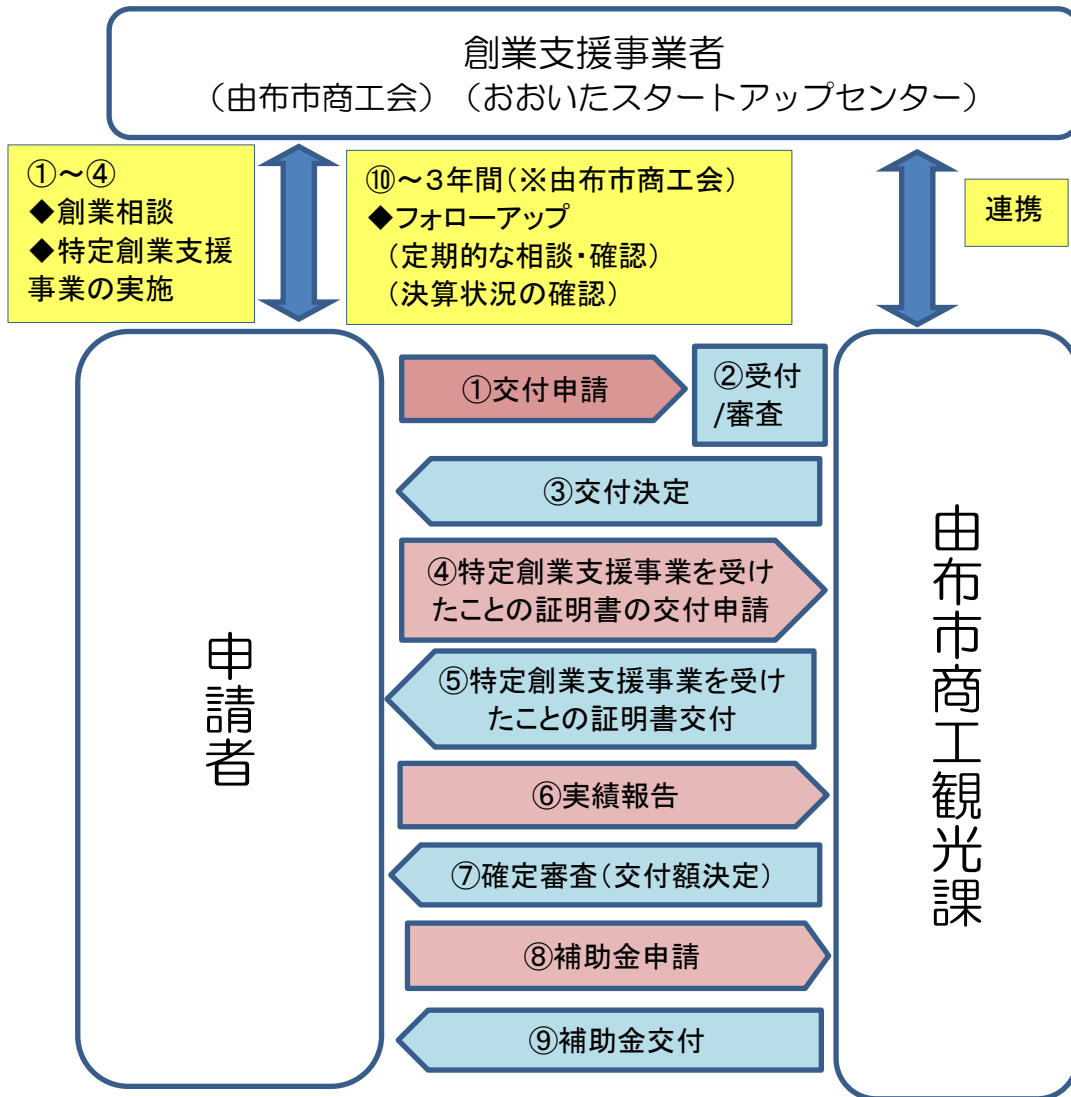 創業支援事業者
（由布市商工会）（おおいたスタートアップセンター）
①～④
◆創業相談
◆特定創業支援
事業の実施
⑩～３年間（※由布市商工会）
◆フォローアップ
（定期的な相談・確認）
（決算状況の確認）
連携
①交付申請
②受付
/審査
③交付決定
④特定創業支援事業を受け
たことの証明書の交付申請
⑤特定創業支援事業を受け
たことの証明書交付
⑥実績報告
⑦確定審査（交付額決定）
⑧補助金申請
⑨補助金交付
申請者
由布市商工観光課